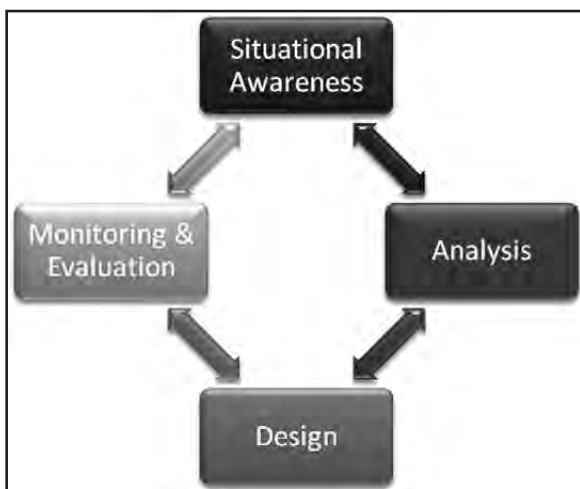 Situational
Awareness
Monitoring &
Evaluation
Analysis
Design